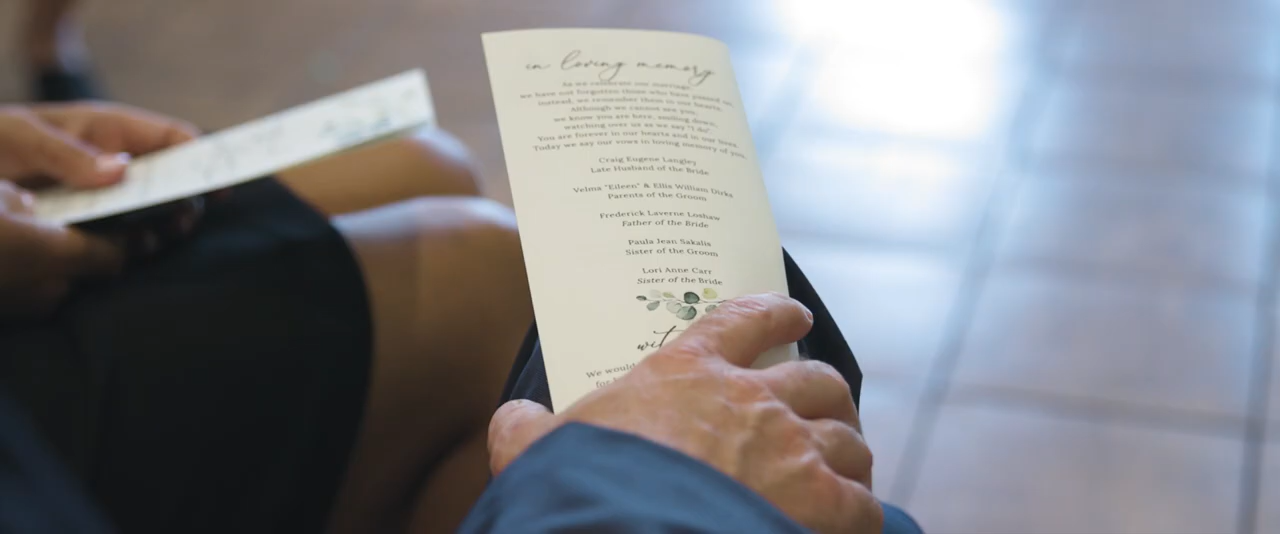 in loving memory
As we celebrate our marriage,
we have not forgotten those who have passed on,
instead, we remember them in our hearts.
Although we cannot see you,
we know you are here, smiling down,
watching over us as we say "I do".
You are forever in our hearts and in our lives.
Today we say our vows in loving memory of you.
Craig Eugene Langley
Late Husband of the Bride
Velma "Eileen" & Ellis William Dirks
Parents of the Groom
Frederick Laverne Loshaw
Father of the Bride
Paula Jean Sakalis
Sister of the Groom
Lori Anne Carr
Sister of the Bride
We would